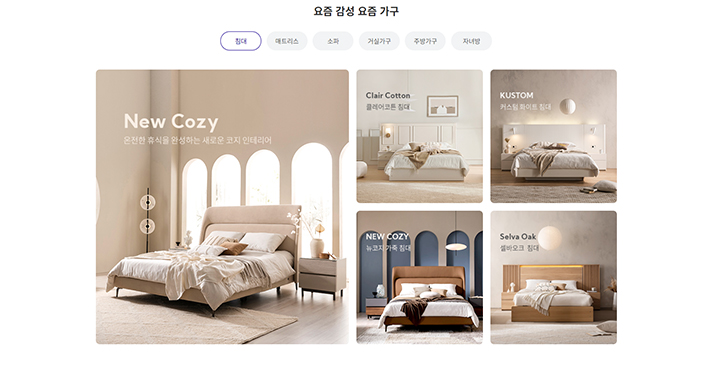 요즘 감성 요즘 가구
침대
매트리스
소파
거실가구
주방가구
자녀방
New Cozy
온전한 휴식을 완성하는 새로운 코지 인테리어
Clair Cotton
클레어코튼 침대
KUSTOM
커스텀 화이트 침대
NEW COZY
뉴코지 가죽 침대
Selva Oak
셀바오크 침대